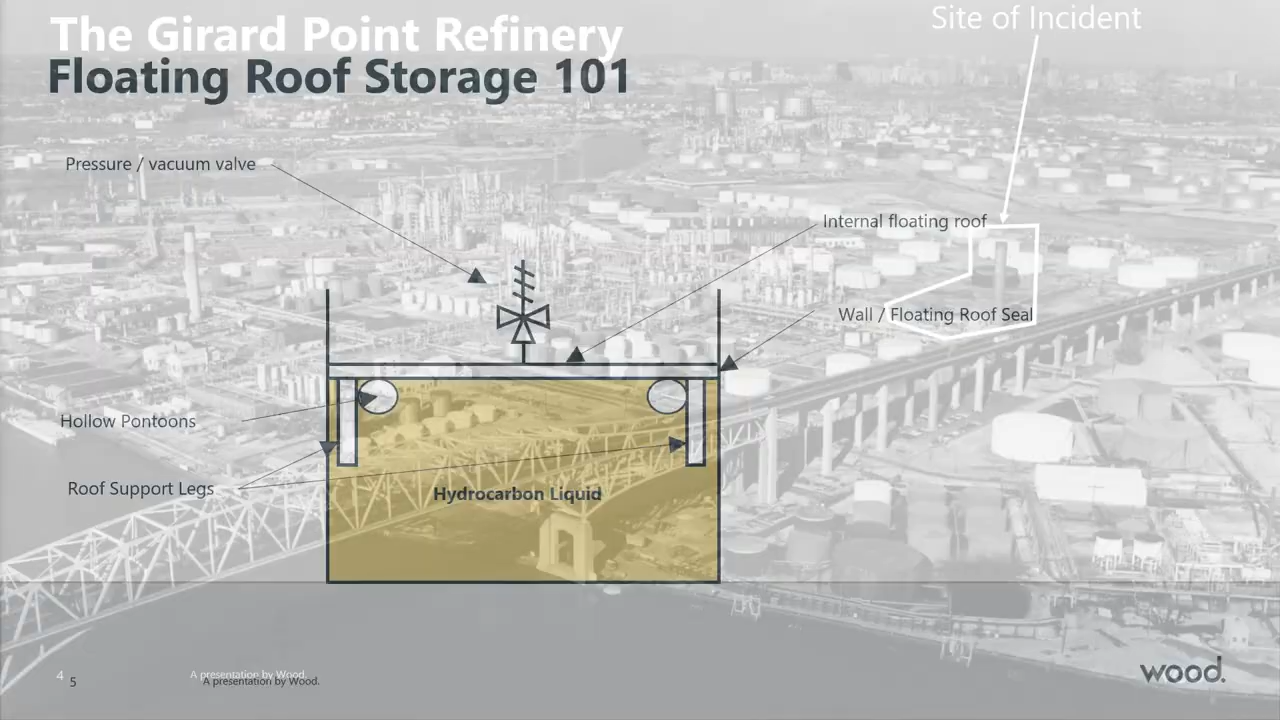 The Girard Point Refinery
Site of Incident
Floating Roof Storage 101
Pressure / vacuum valve
Internal floating roof
Wall / Floating Roof Seal
Hollow Pontoons
Roof Support Legs
Hydrocarbon Liquid
4
A presentation by Wood.
5
A presentation by Wood.
wood.